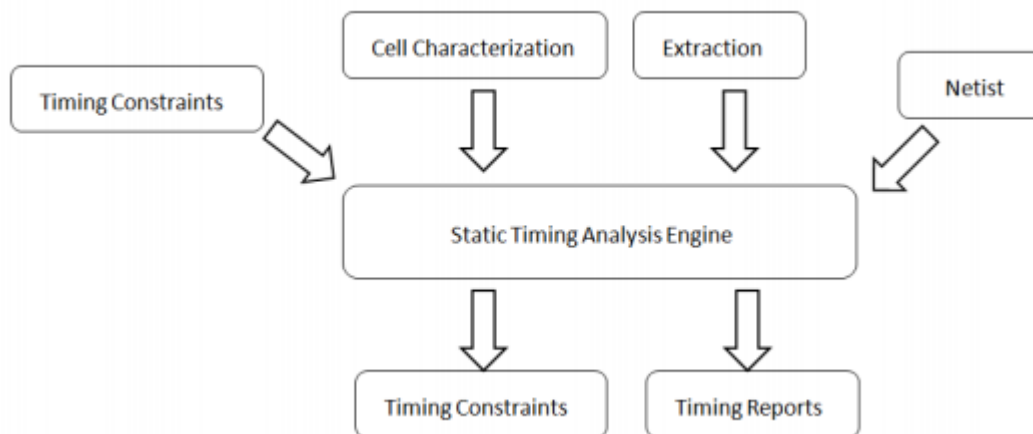 Cell Characterization
Extraction
Timing Constraints
Netist
Static Timing Analysis Engine
Timing Constraints
Timing Reports